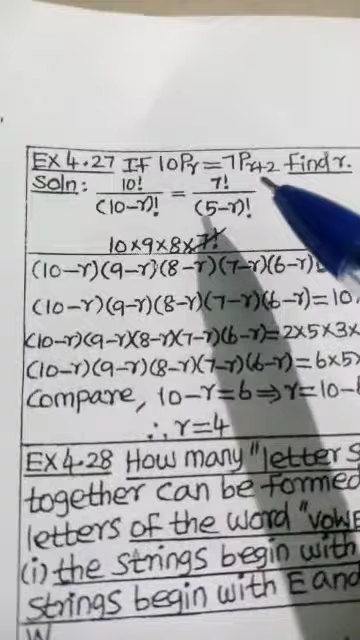 EX 4.27 If 10Pr = 7Pr+2 Find r.
Soln: 10! / (10-r)! = 7! / (5-r)!
10×9×8×7!
(10-r)(9-r)(8-r)(7-r)(6-r)
(10-r)(9-r)(8-r)(7-r)(6-r)=10
(10-r)(9-r)(8-r)(7-r)(6-r)=2×5×3×
(10-r)(9-r)(8-r)(7-r)(6-r)=6×5×
Compare, 10-r=6⇒r=10-
∴ r=4
EX 4.28 How many "letters
together can be formed
letters of the word "VOWE
(i) the strings begin with
strings begin with E and